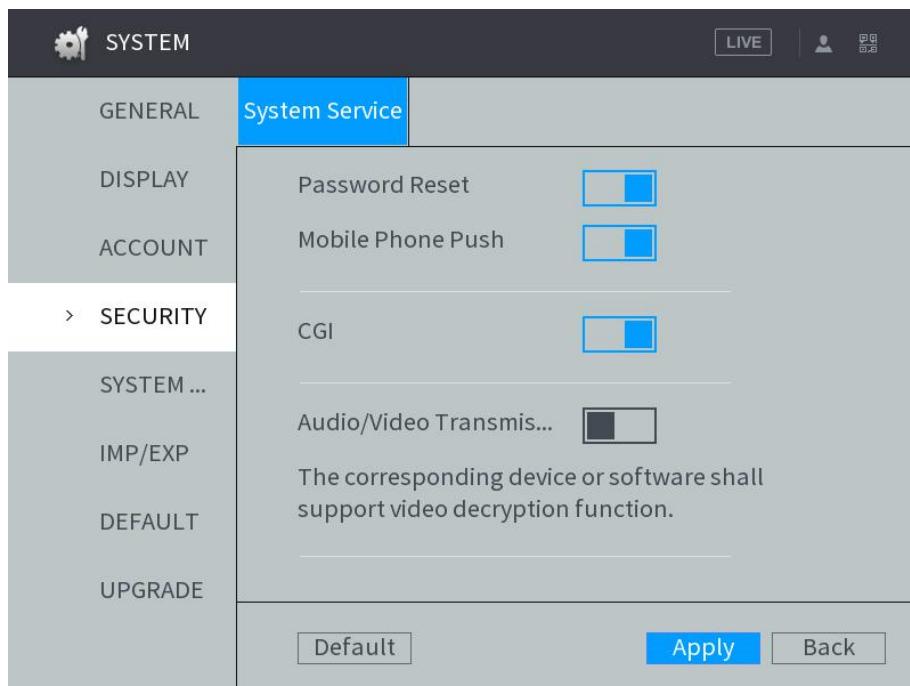 SYSTEM
LIVE
GENERAL
System Service
DISPLAY
Password Reset
ACCOUNT
Mobile Phone Push
> SECURITY
CGI
SYSTEM ...
Audio/Video Transmis...
IMP/EXP
The corresponding device or software shall
support video decryption function.
DEFAULT
UPGRADE
Default
Apply
Back